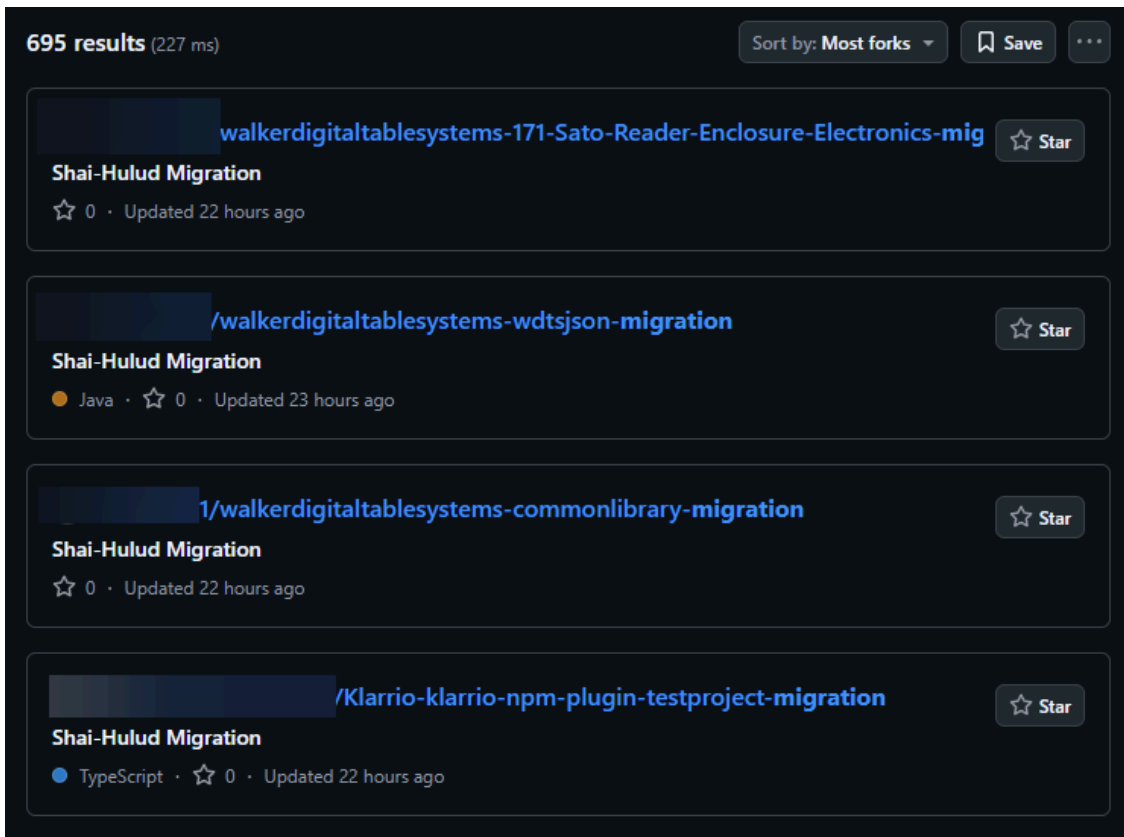 695 results (227 ms)
Sort by: Most forks
Save
walkerdigitaltablesystems-171-Sato-Reader-Enclosure-Electronics-mig
Star
Shai-Hulud Migration
0 · Updated 22 hours ago
/walkerdigitaltablesystems-wdtsjson-migration
Star
Shai-Hulud Migration
Java · 0 · Updated 23 hours ago
1/walkerdigitaltablesystems-commonlibrary-migration
Star
Shai-Hulud Migration
0 · Updated 22 hours ago
/Klarrio-klarrio-npm-plugin-testproject-migration
Star
Shai-Hulud Migration
TypeScript · 0 · Updated 22 hours ago